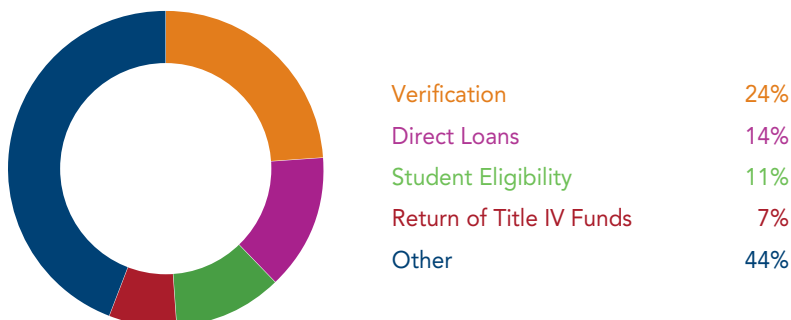 Verification 24%
Direct Loans 14%
Student Eligibility 11%
Return of Title IV Funds 7%
Other 44%